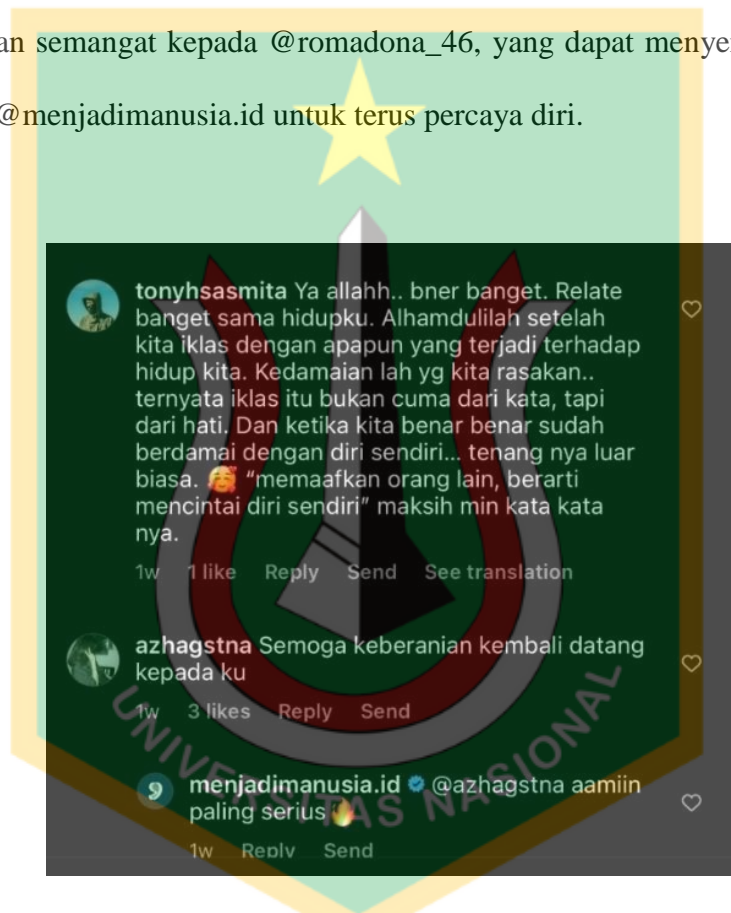 an semangat kepada @romadona_46, yang dapat menye
@menjadimanusia.id untuk terus percaya diri.
tonyhsasmita Ya allahh.. bner banget. Relate
banget sama hidupku. Alhamdulilah setelah
kita iklas dengan apapun yang terjadi terhadap
hidup kita. Kedamaian lah yg kita rasakan..
ternyata iklas itu bukan cuma dari kata, tapi
dari hati. Dan ketika kita benar benar sudah
berdamai dengan diri sendiri... tenang nya luar
biasa. 🥰 “memaafkan orang lain, berarti
mencintai diri sendiri” maksih min kata kata
nya.
1w 1 like Reply Send See translation
azhagstna Semoga keberanian kembali datang
kepada ku
1w 3 likes Reply Send
menjadimanusia.id @azhagstna aamiin
paling serius 🔥
1w Reply Send
UNIVERSITAS NASIONAL